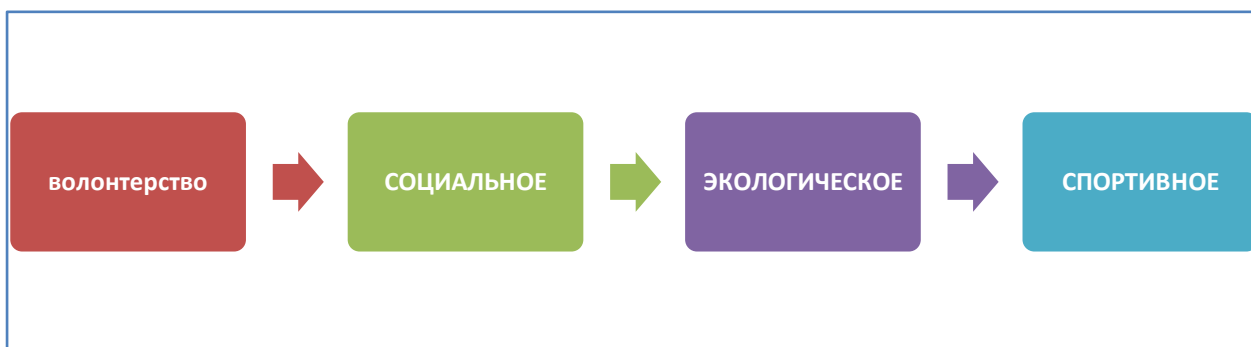 волонтерство
СОЦИАЛЬНОЕ
ЭКОЛОГИЧЕСКОЕ
СПОРТИВНОЕ